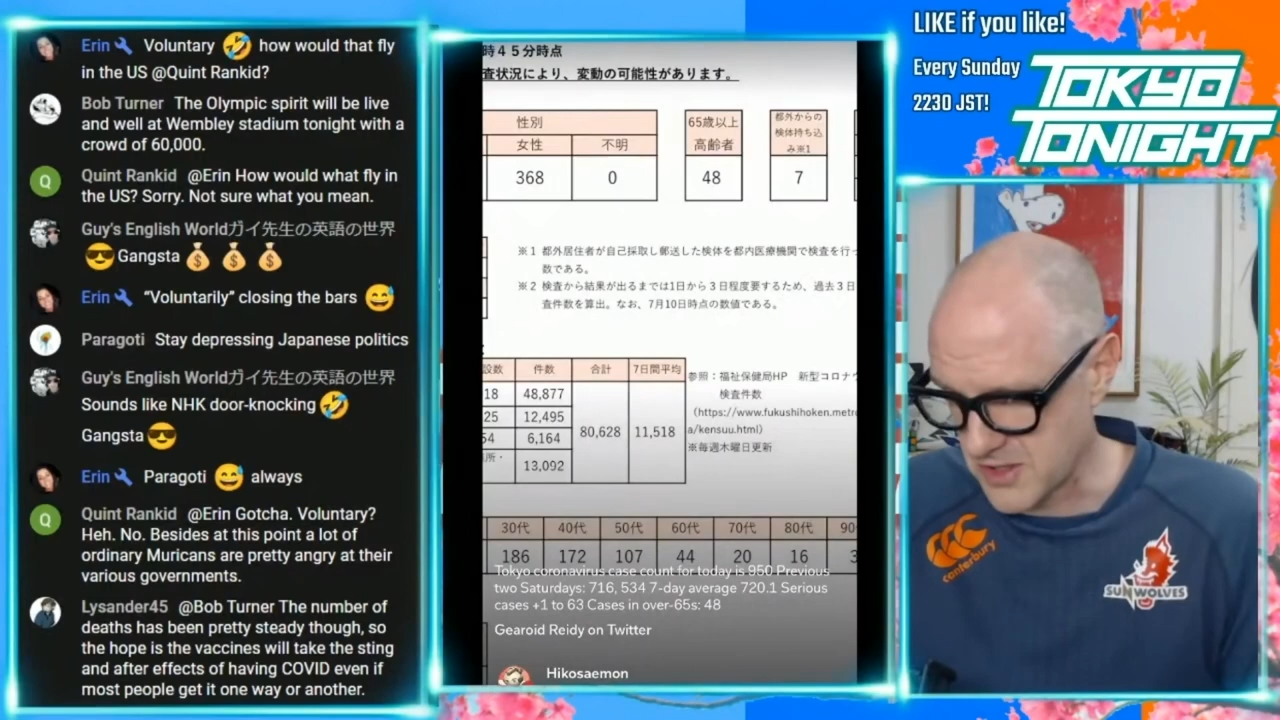 Erin Voluntary 🤣 how would that fly
in the US @Quint Rankid?
Bob Turner The Olympic spirit will be live
and well at Wembley stadium tonight with a
crowd of 60,000.
Q Quint Rankid @Erin How would what fly in
the US? Sorry. Not sure what you mean.
Guy's English Worldガイ先生の英語の世界
😎 Gangsta 💰 💰 💰
Erin “Voluntarily” closing the bars 😅
Paragoti Stay depressing Japanese politics
Guy's English Worldガイ先生の英語の世界
Sounds like NHK door-knocking 🤣
Gangsta 😎
Erin Paragoti 😅 always
Q Quint Rankid @Erin Gotcha. Voluntary?
Heh. No. Besides at this point a lot of
ordinary Muricans are pretty angry at their
various governments.
Lysander45 @Bob Turner The number of
deaths has been pretty steady though, so
the hope is the vaccines will take the sting
and after effects of having COVID even if
most people get it one way or another.
時45分時点
査状況により、変動の可能性があります。
性別
女性 不明
368 0
65歳以上
高齢者
48
都外からの
検体持ち込
み※1
7
※1 都外居住者が自己採取し郵送した検体を都内医療機関で検査を行っ
数である。
※2 検査から結果が出るまでは1日から3日程度要するため、過去3日
査件数を算出。なお、7月10日時点の数値である。
設数 件数 合計 7日間平均
18 48,877
25 12,495
54 6,164
13,092
80,628 11,518
参照：福祉保健局HP 新型コロナウ
検査件数
（https://www.fukushihoken.metro
a/kensuu.html）
※毎週木曜日更新
30代 40代 50代 60代 70代 80代 90
186 172 107 44 20 16 3
Tokyo coronavirus case count for today is 950 Previous
two Saturdays: 716, 534 7-day average 720.1 Serious
cases +1 to 63 Cases in over-65s: 48
Gearoid Reidy on Twitter
Hikosaemon
LIKE if you like!
Every Sunday
2230 JST!
TOKYO
TONIGHT
canterbury
SUNWOLVES